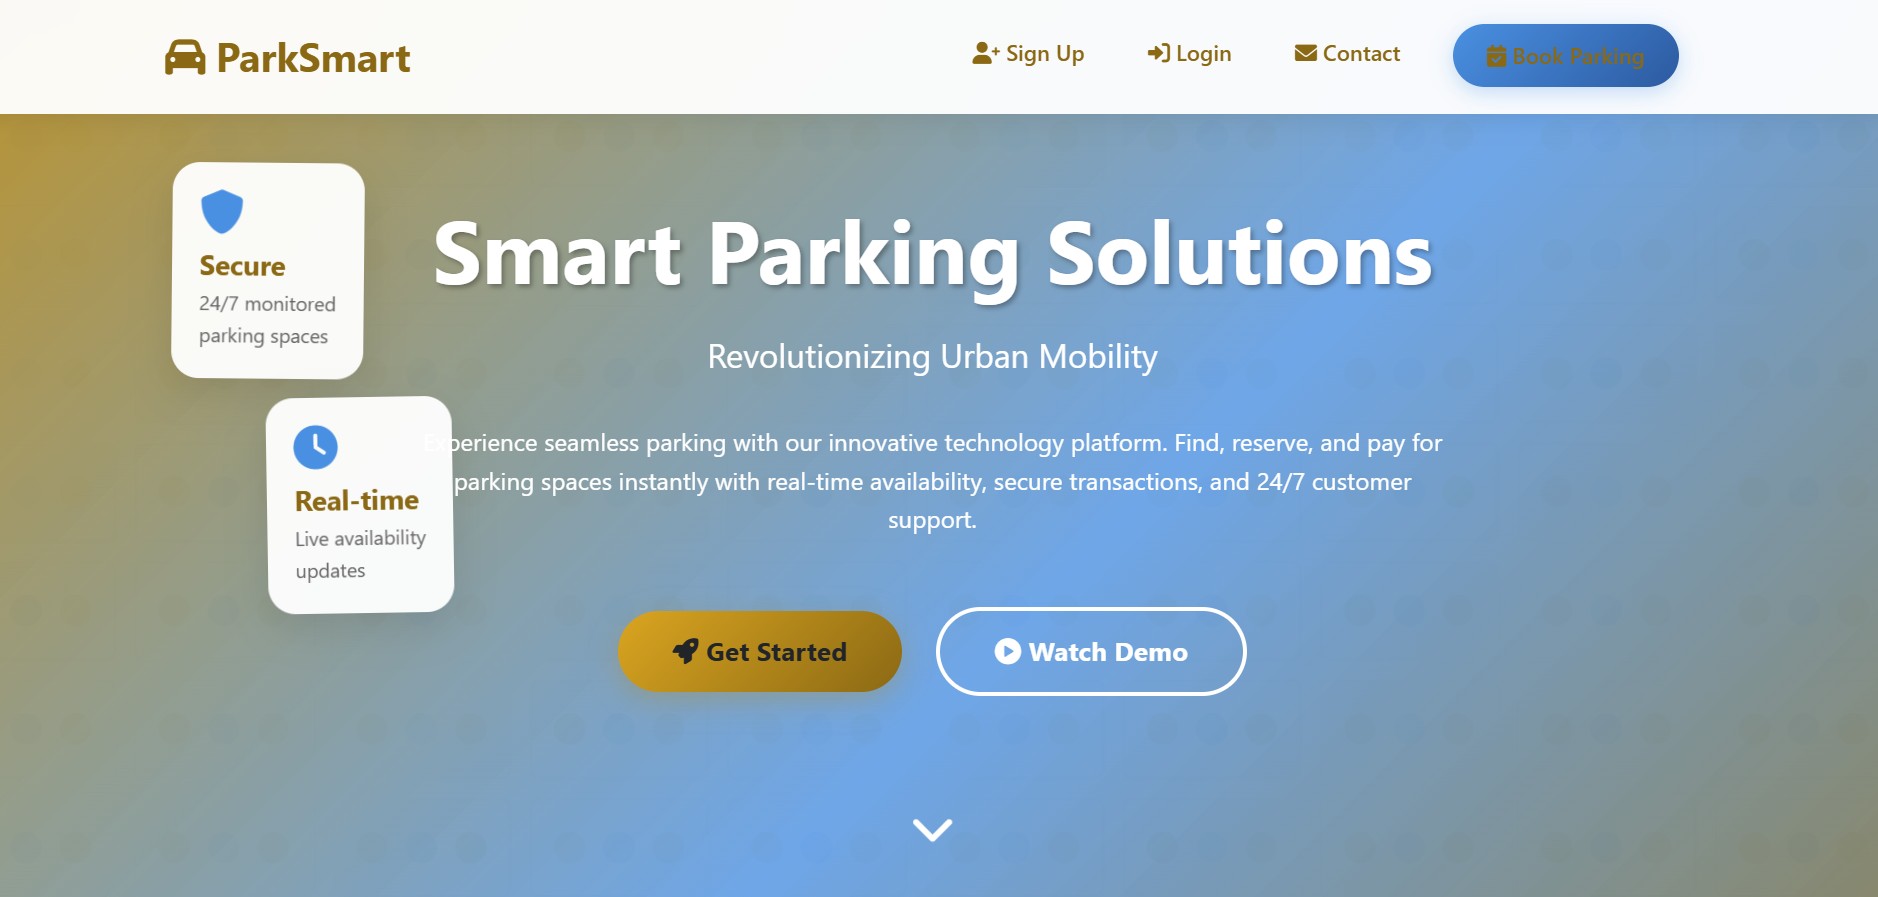 ParkSmart
Sign Up
Login
Contact
Book Parking
Secure
24/7 monitored
parking spaces
Smart Parking Solutions
Revolutionizing Urban Mobility
Real-time
Live availability
updates
Experience seamless parking with our innovative technology platform. Find, reserve, and pay for
parking spaces instantly with real-time availability, secure transactions, and 24/7 customer
support.
Get Started
Watch Demo